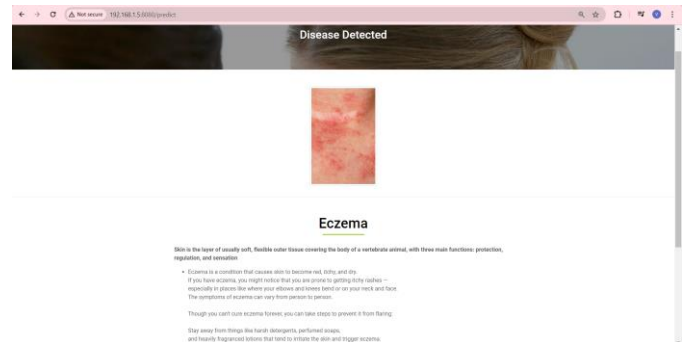 Not secure 192.168.1.5:5000/predict
Disease Detected
Eczema
Skin is the layer of usually soft, flexible outer tissue covering the body of a vertebrate animal, with three main functions: protection,
regulation, and sensation
Eczema is a condition that causes skin to become red, itchy, and dry.
If you have eczema, you might notice that you are prone to getting itchy rashes —
especially in places like where your elbows and knees bend or on your neck and face.
The symptoms of eczema can vary from person to person.
Though you can't cure eczema forever, you can take steps to prevent it from flaring.
Stay away from things like harsh detergents, perfumed soaps,
and heavily fragranced lotions that tend to irritate the skin and trigger eczema.